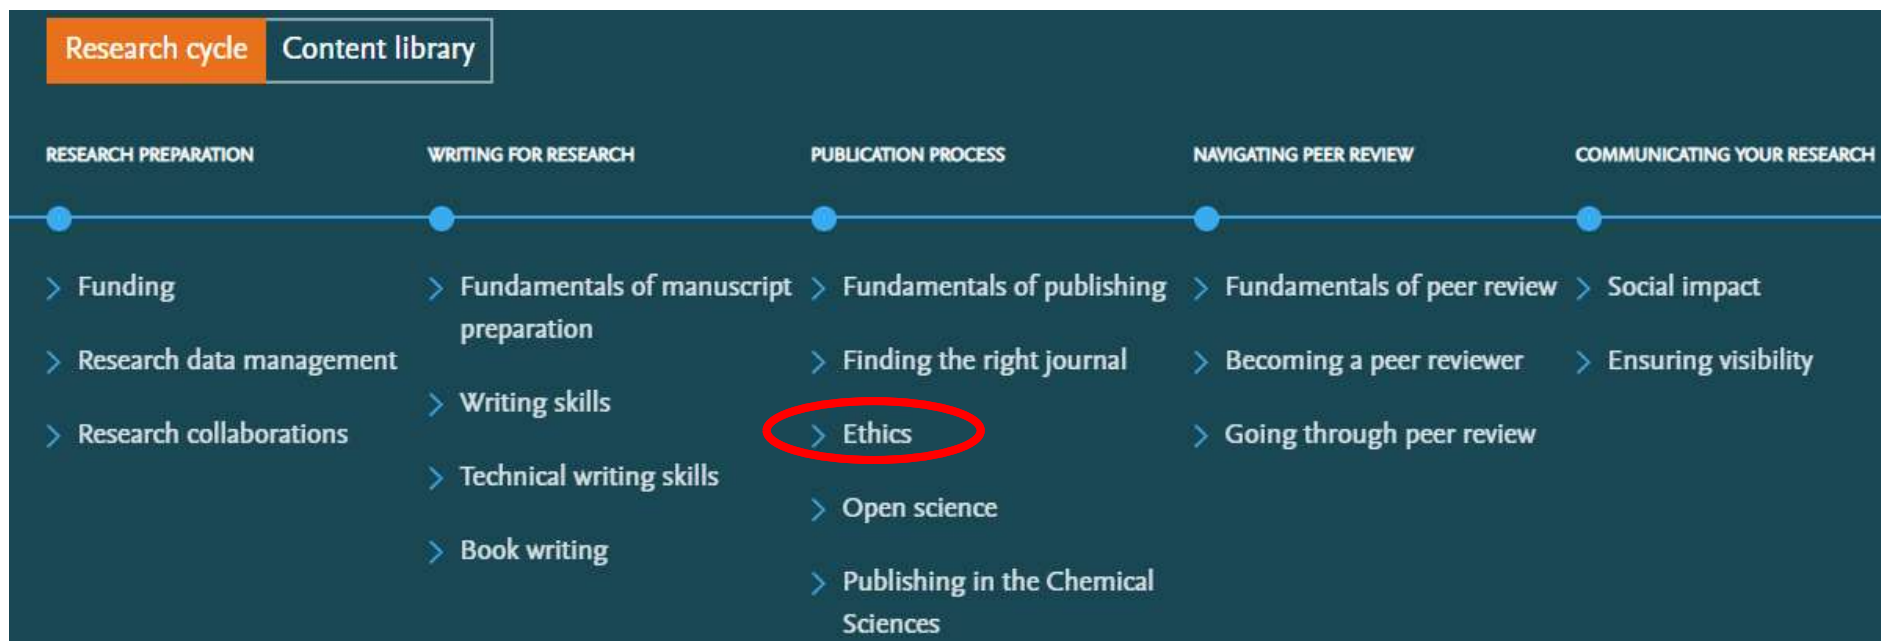 Research cycle
Content library
RESEARCH PREPARATION
WRITING FOR RESEARCH
PUBLICATION PROCESS
NAVIGATING PEER REVIEW
COMMUNICATING YOUR RESEARCH
Funding
Research data management
Research collaborations
Fundamentals of manuscript
preparation
Writing skills
Technical writing skills
Book writing
Fundamentals of publishing
Finding the right journal
Ethics
Open science
Publishing in the Chemical
Sciences
Fundamentals of peer review
Becoming a peer reviewer
Going through peer review
Social impact
Ensuring visibility